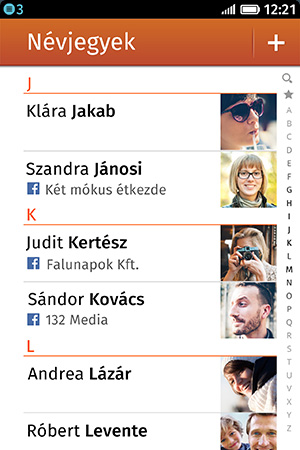 3 12:21
Névjegyek +
J
Klára Jakab
Szandra Jánosi
Két mókus étkezde
K
Judit Kertész
Falunapok Kft.
Sándor Kovács
132 Media
L
Andrea Lázár
Róbert Levente
A
B
C
D
E
F
G
H
I
J
K
L
M
N
O
P
Q
R
S
T
U
V
X
Y
Z